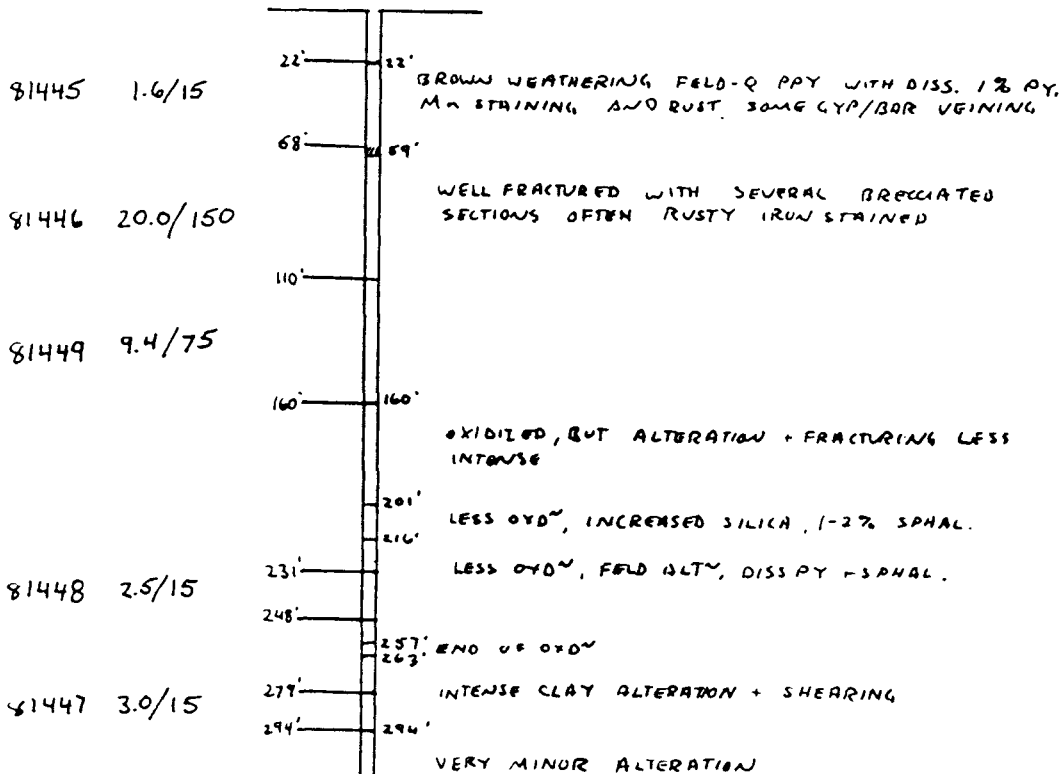 22' 22'
81445 1.6/15 BROWN WEATHERING FELD-Q PPY WITH DISS. 1% PY.
Mn STAINING AND RUST. SOME GYP/BAR VEINING
68' 69'
81446 20.0/150 WELL FRACTURED WITH SEVERAL BRECCIATED
SECTIONS OFTEN RUSTY IRON STAINED
110'
81449 9.4/75
160' 160'
OXIDIZED, BUT ALTERATION + FRACTURING LESS
INTENSE
201'
LESS OXD~, INCREASED SILICA, 1-2% SPHAL.
216'
231' LESS OXD~, FELD ALT~, DISS PY + SPHAL.
81448 2.5/15
248'
257' END OF OXD~
263'
279' INTENSE CLAY ALTERATION + SHEARING
81447 3.0/15
294' 294'
VERY MINOR ALTERATION